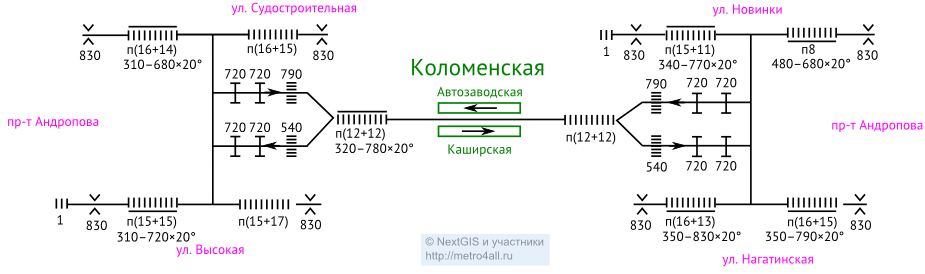 ул. Судостроительная
830
п(16+14)
310–680×20°
п(16+15)
830
720 720 790
пр-т Андропова
720 720 540
п(12+12)
320–780×20°
1
830
п(15+15)
310–720×20°
п(15+17)
830
ул. Высокая
Коломенская
Автозаводская
Каширская
© NextGIS и участники
http://metro4all.ru
ул. Новинки
1
830
п(15+11)
340–770×20°
п8
480–680×20°
830
790 720 720
п(12+12)
пр-т Андропова
540
720 720
830
п(16+13)
350–830×20°
п(16+15)
350–790×20°
830
ул. Нагатинская